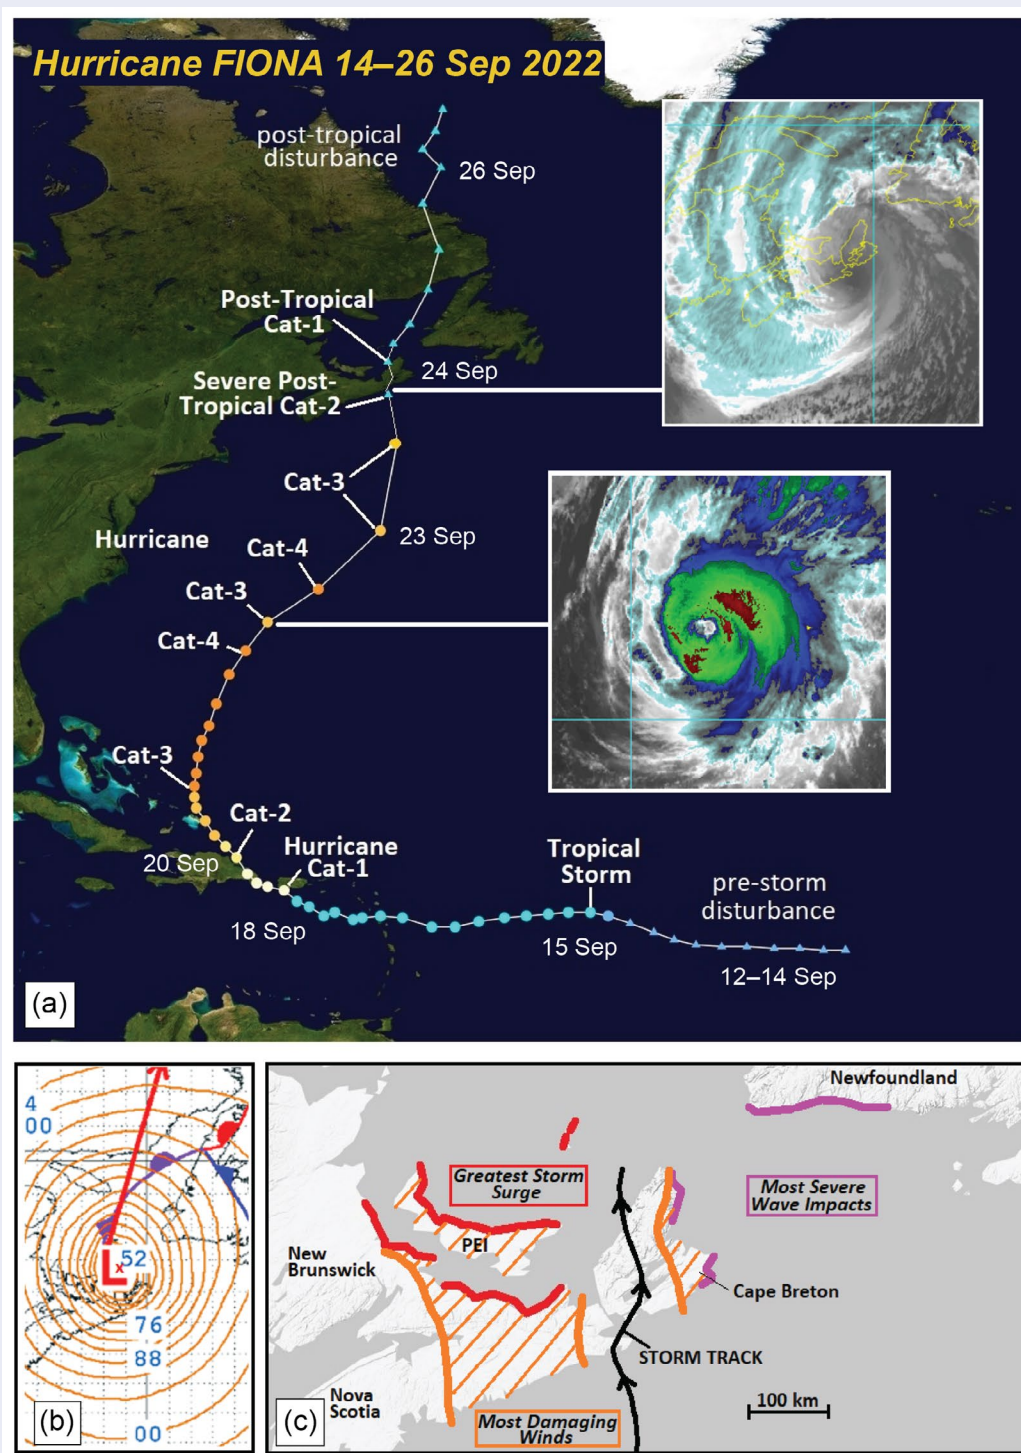 Hurricane FIONA 14–26 Sep 2022
post-tropical
disturbance
26 Sep
Post-Tropical
Cat-1
24 Sep
Severe Post-
Tropical Cat-2
Cat-3
23 Sep
Hurricane
Cat-4
Cat-3
Cat-4
Cat-3
Cat-2
20 Sep
Hurricane
Cat-1
18 Sep
Tropical
Storm
15 Sep
pre-storm
disturbance
12–14 Sep
(a)
4
00
L
x
52
76
88
00
(b)
Newfoundland
Greatest Storm
Surge
Most Severe
Wave Impacts
PEI
New
Brunswick
Cape Breton
STORM TRACK
Nova
Scotia
Most Damaging
Winds
100 km
(c)